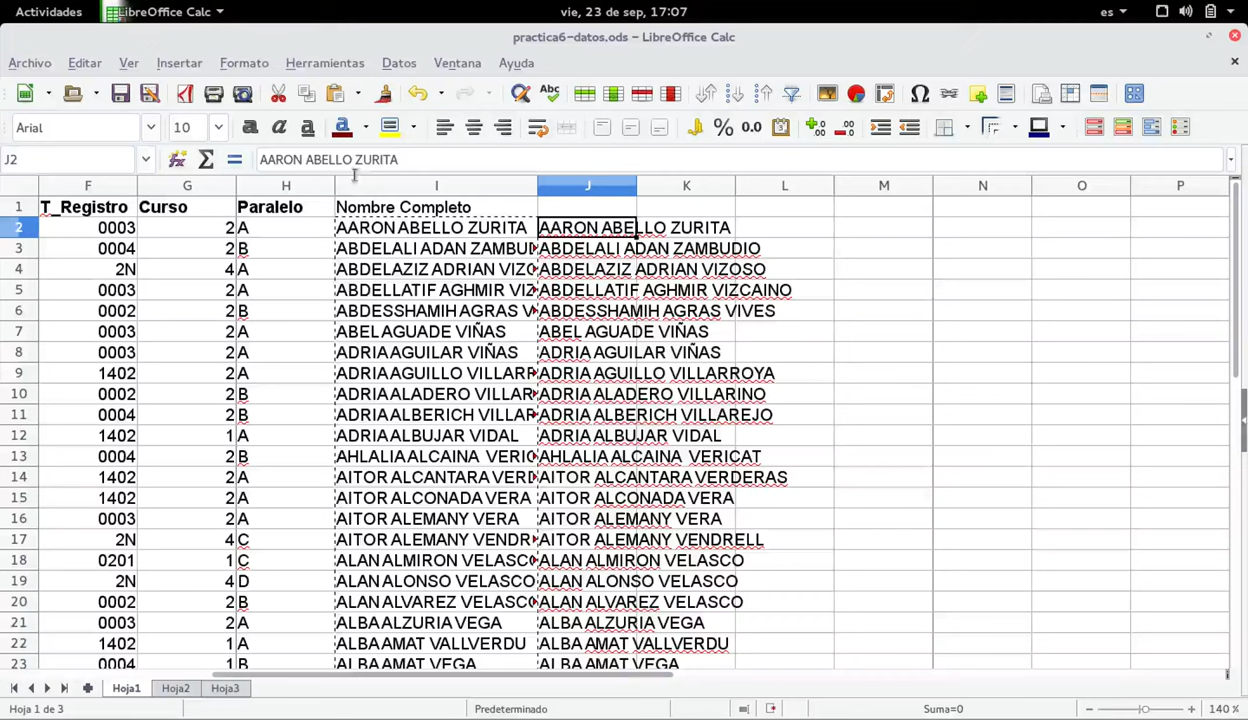 Actividades LibreOffice Calc vie, 23 de sep, 17:07 es
practica6-datos.ods - LibreOffice Calc
Archivo Editar Ver Insertar Formato Herramientas Datos Ventana Ayuda
Arial 10
J2 AARON ABELLO ZURITA
F G H I J K L M N O P
1 T_Registro Curso Paralelo Nombre Completo
2 0003 2 A AARON ABELLO ZURITA AARON ABELLO ZURITA
3 0004 2 B ABDELALI ADAN ZAMBUD ABDELALI ADAN ZAMBUDIO
4 2N 4 A ABDELAZIZ ADRIAN VIZO ABDELAZIZ ADRIAN VIZOSO
5 0003 2 A ABDELLATIF AGHMIR VIZ ABDELLATIF AGHMIR VIZCAINO
6 0002 2 B ABDESSHAMIH AGRAS V ABDESSHAMIH AGRAS VIVES
7 0003 2 A ABEL AGUADE VIÑAS ABEL AGUADE VIÑAS
8 0003 2 A ADRIA AGUILAR VIÑAS ADRIA AGUILAR VIÑAS
9 1402 2 A ADRIA AGUILLO VILLARR ADRIA AGUILLO VILLARROYA
10 0002 2 B ADRIA ALADERO VILLAR ADRIA ALADERO VILLARINO
11 0004 2 B ADRIA ALBERICH VILLAR ADRIA ALBERICH VILLAREJO
12 1402 1 A ADRIA ALBUJAR VIDAL ADRIA ALBUJAR VIDAL
13 0004 2 B AHLALIA ALCAINA VERIC AHLALIA ALCAINA VERICAT
14 1402 2 A AITOR ALCANTARA VERD AITOR ALCANTARA VERDERAS
15 1402 2 A AITOR ALCONADA VERA AITOR ALCONADA VERA
16 0003 2 A AITOR ALEMANY VERA AITOR ALEMANY VERA
17 2N 4 C AITOR ALEMANY VENDR AITOR ALEMANY VENDRELL
18 0201 1 C ALAN ALMIRON VELASC ALAN ALMIRON VELASCO
19 2N 4 D ALAN ALONSO VELASCO ALAN ALONSO VELASCO
20 0002 2 B ALAN ALVAREZ VELASC ALAN ALVAREZ VELASCO
21 0003 2 A ALBA ALZURIA VEGA ALBA ALZURIA VEGA
22 1402 1 A ALBA AMAT VALLVERDU ALBA AMAT VALLVERDU
23 0004 1 B ALBA AMAT VEGA ALBA AMAT VEGA
Hoja1 Hoja2 Hoja3
Hoja 1 de 3 Predeterminado Suma=0 140 %